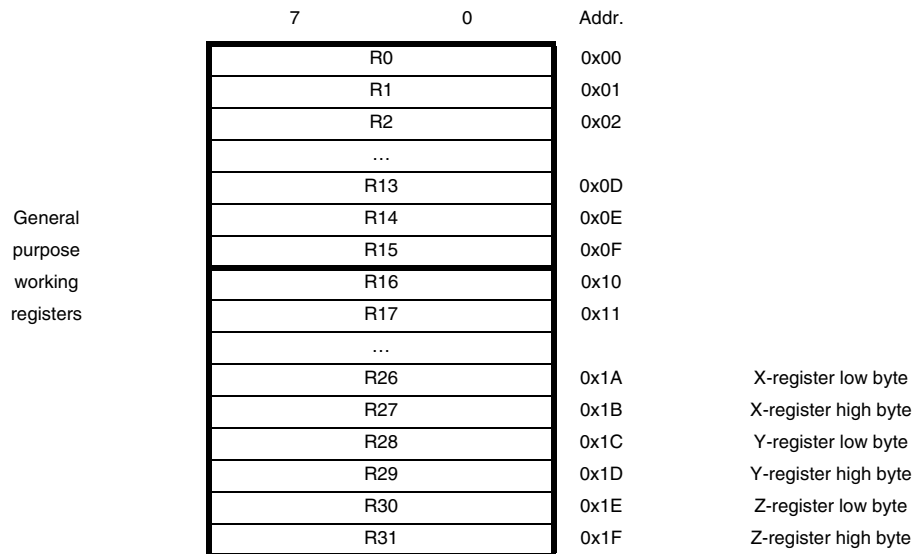 7 0 Addr.
R0 0x00
R1 0x01
R2 0x02
…
R13 0x0D
General R14 0x0E
purpose R15 0x0F
working R16 0x10
registers R17 0x11
…
R26 0x1A X-register low byte
R27 0x1B X-register high byte
R28 0x1C Y-register low byte
R29 0x1D Y-register high byte
R30 0x1E Z-register low byte
R31 0x1F Z-register high byte